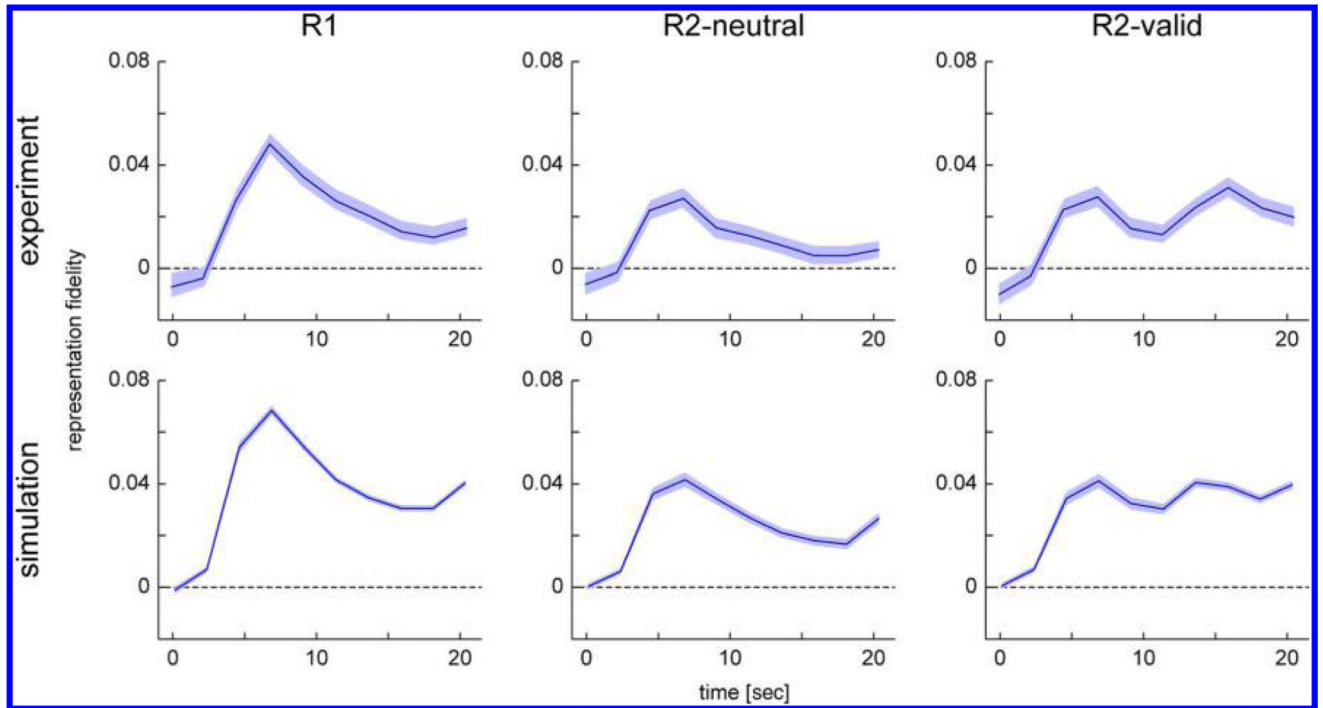 R1 R2-neutral R2-valid
experiment
representation fidelity
0.08 0.08 0.08
0.04 0.04 0.04
0 0 0
0 10 20 0 10 20 0 10 20
simulation
0.08 0.08 0.08
0.04 0.04 0.04
0 0 0
0 10 20 0 10 20 0 10 20
time [sec]